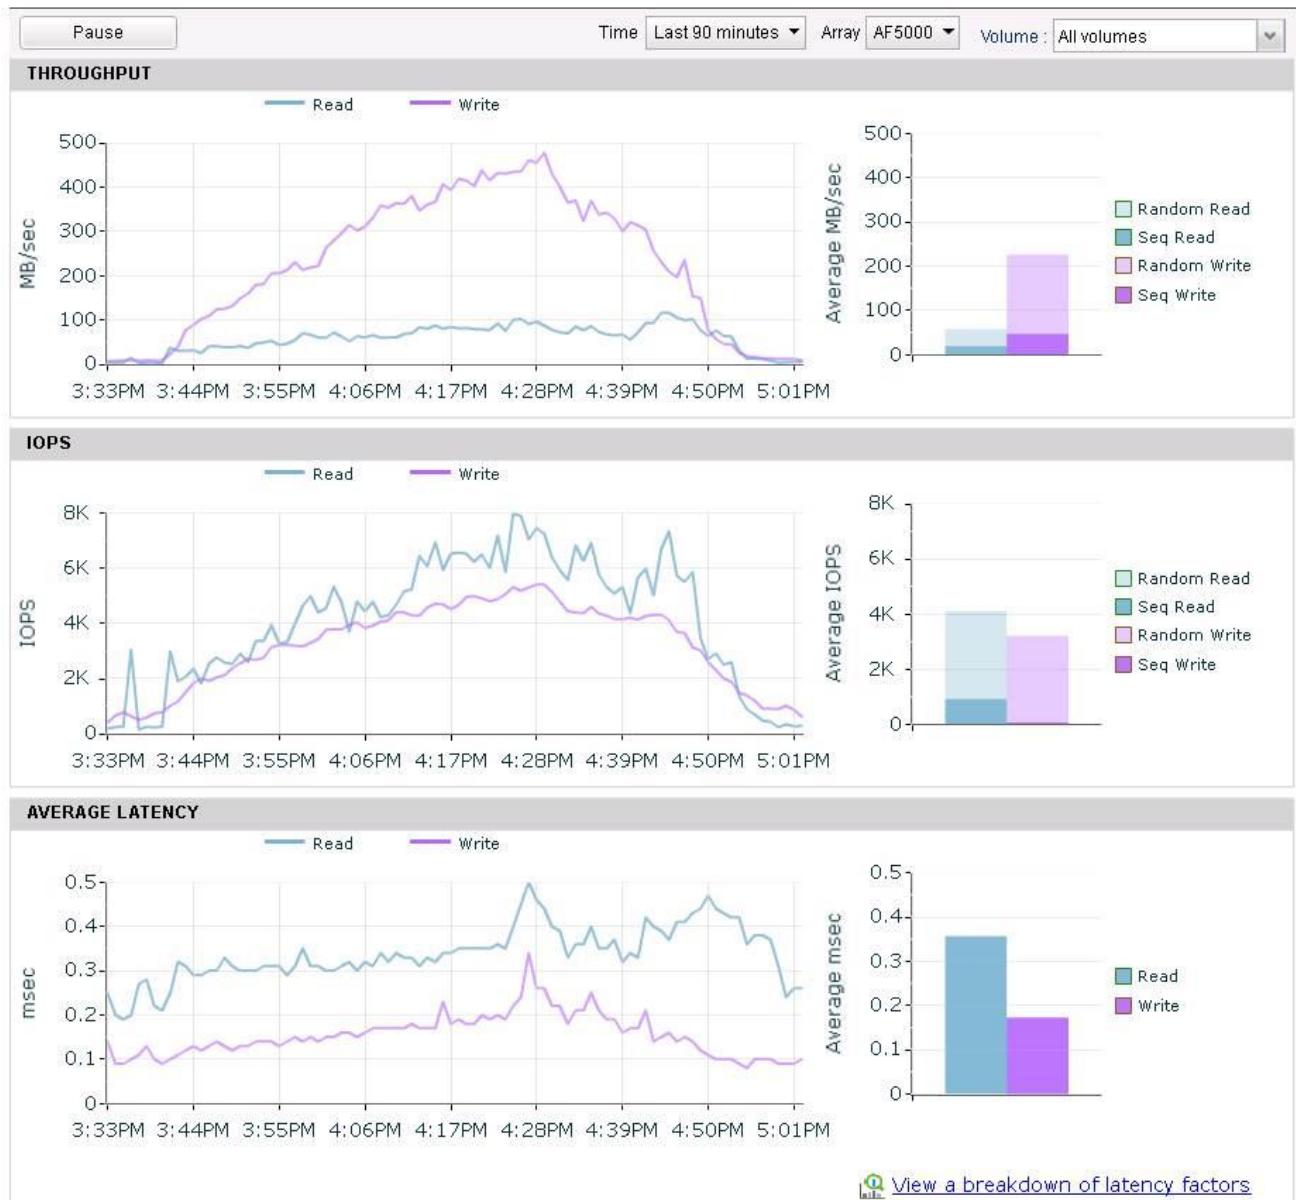 Pause Time Last 90 minutes Array AF5000 Volume : All volumes
THROUGHPUT
Read Write
500
400
300
200
100
0
MB/sec
3:33PM 3:44PM 3:55PM 4:06PM 4:17PM 4:28PM 4:39PM 4:50PM 5:01PM
500
400
300
200
100
0
Average MB/sec
Random Read
Seq Read
Random Write
Seq Write
IOPS
Read Write
8K
6K
4K
2K
0
IOPS
3:33PM 3:44PM 3:55PM 4:06PM 4:17PM 4:28PM 4:39PM 4:50PM 5:01PM
8K
6K
4K
2K
0
Average IOPS
Random Read
Seq Read
Random Write
Seq Write
AVERAGE LATENCY
Read Write
0.5
0.4
0.3
0.2
0.1
0
msec
3:33PM 3:44PM 3:55PM 4:06PM 4:17PM 4:28PM 4:39PM 4:50PM 5:01PM
0.5
0.4
0.3
0.2
0.1
0
Average msec
Read
Write
View a breakdown of latency factors